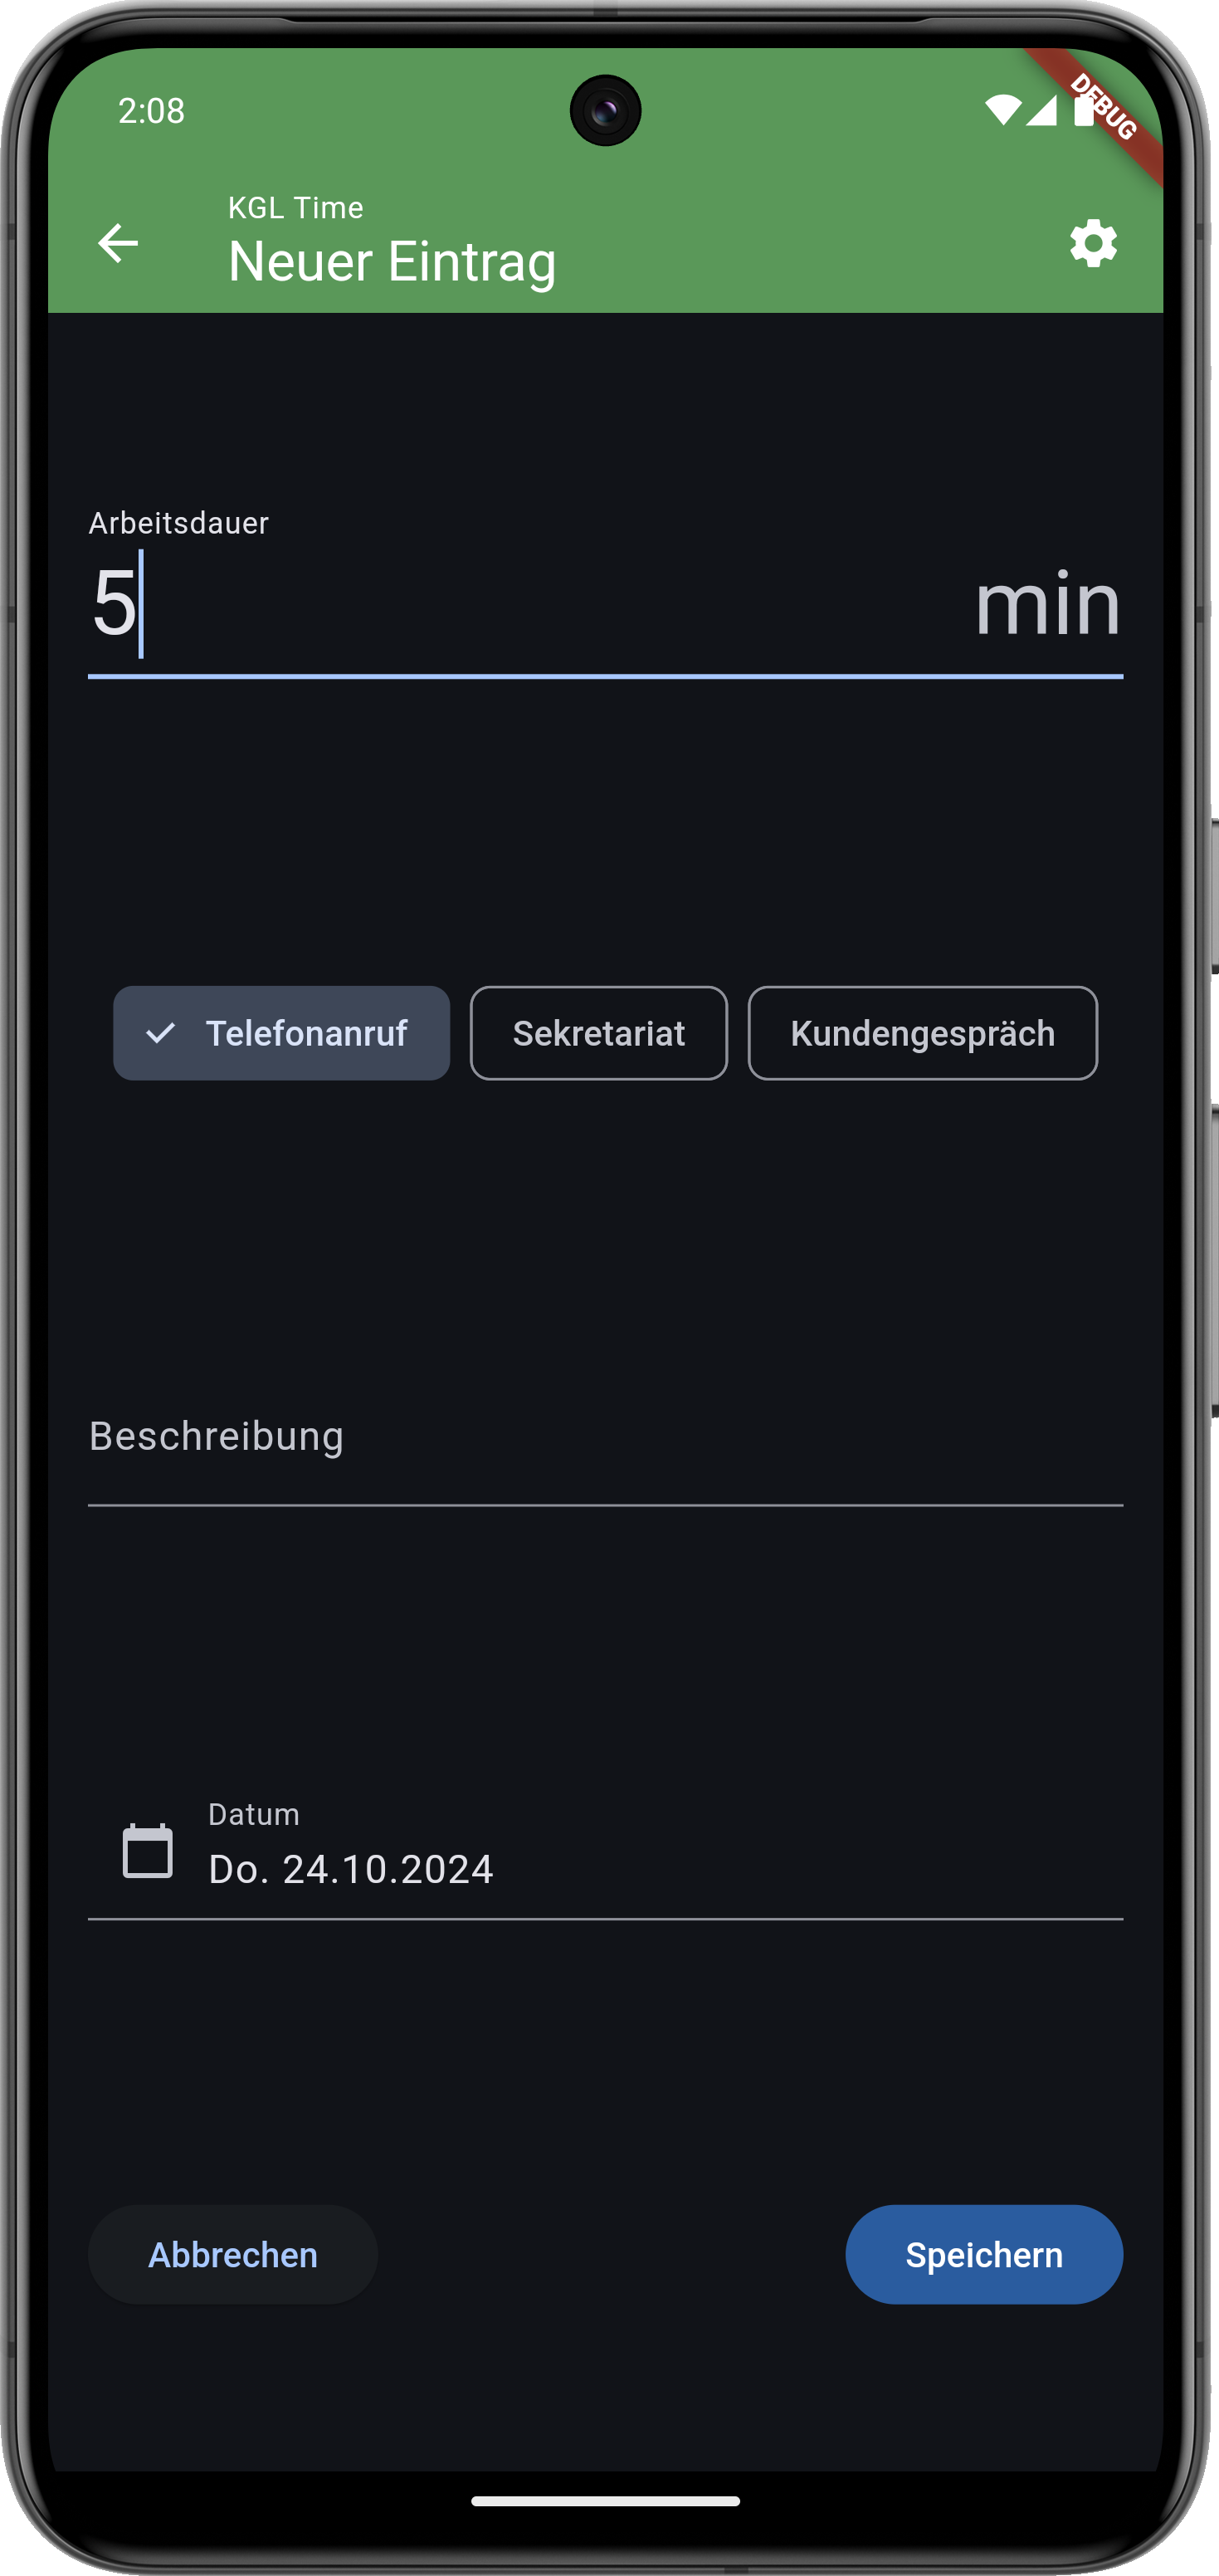 2:08
DEBUG
KGL Time
Neuer Eintrag
Arbeitsdauer
5 min
Telefonanruf Sekretariat Kundengespräch
Beschreibung
Datum
Do. 24.10.2024
Abbrechen Speichern